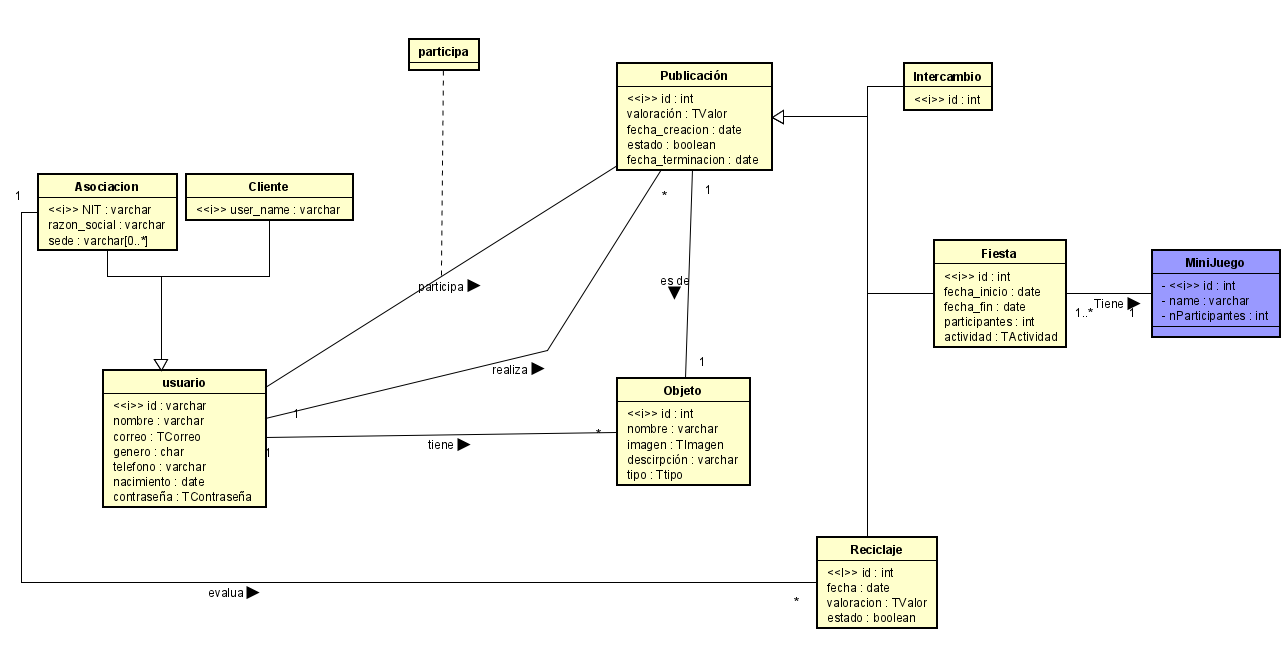 participa
Publicación
<<i>> id : int
valoración : TValor
fecha_creacion : date
estado : boolean
fecha_terminacion : date
Intercambio
<<i>> id : int
Asociacion
<<i>> NIT : varchar
razon_social : varchar
sede : varchar[0..*]
Cliente
<<i>> user_name : varchar
1
*
1
participa
es de
Fiesta
<<i>> id : int
fecha_inicio : date
fecha_fin : date
participantes : int
actividad : TActividad
1..*
Tiene
1
MiniJuego
- <<i>> id : int
- name : varchar
- nParticipantes : int
usuario
<<i>> id : varchar
nombre : varchar
correo : TCorreo
genero : char
telefono : varchar
nacimiento : date
contraseña : TContraseña
realiza
1
1
tiene
*
1
Objeto
<<i>> id : int
nombre : varchar
imagen : TImagen
descirpción : varchar
tipo : Ttipo
Reciclaje
<<I>> id : int
fecha : date
valoracion : TValor
estado : boolean
evalua
*